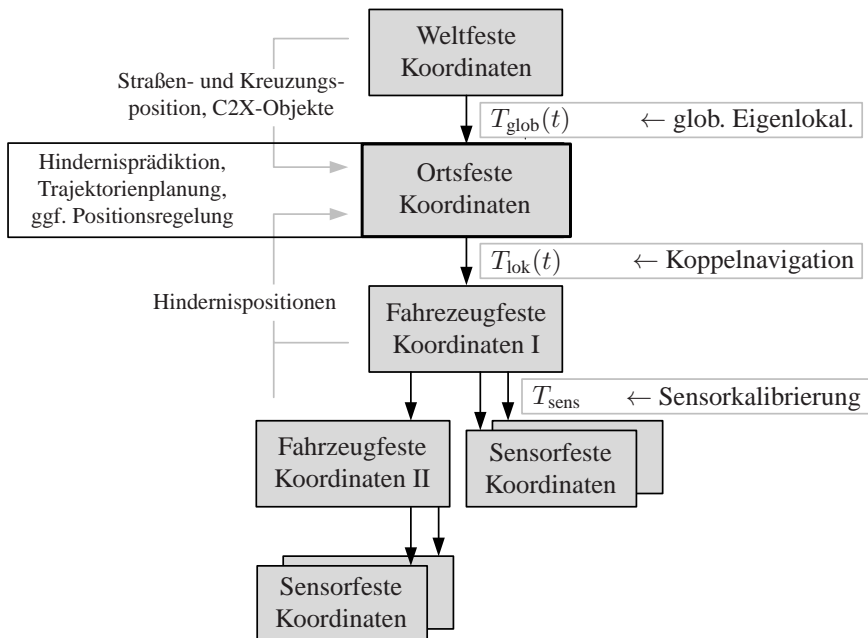 Weltfeste
Koordinaten
Straßen- und Kreuzungs-
position, C2X-Objekte
T_glob(t) ← glob. Eigenlokal.
Hindernisprädiktion,
Trajektorienplanung,
ggf. Positionsregelung
Ortsfeste
Koordinaten
T_lok(t) ← Koppelnavigation
Hindernispositionen
Fahrezeugfeste
Koordinaten I
T_sens ← Sensorkalibrierung
Fahrzeugfeste
Koordinaten II
Sensorfeste
Koordinaten
Sensorfeste
Koordinaten